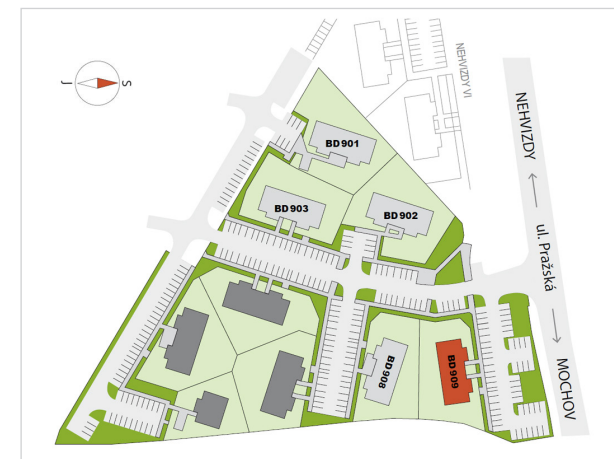 NEHVIZDY VI
J
S
BD 901
BD 903
BD 902
NEHVIZDY
ul. Pražská
MOCHOV
BD 908
BD 909